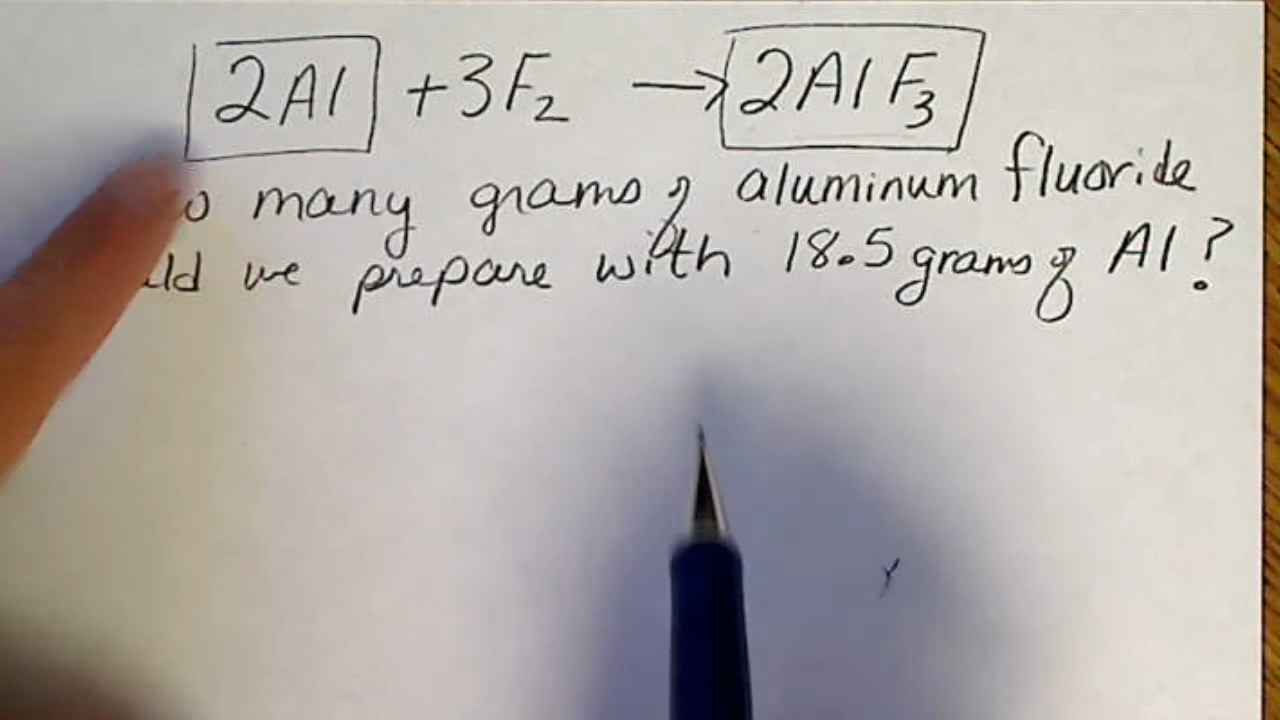 2Al + 3F₂ → 2AlF₃
many grams of aluminum fluoride
we prepare with 18.5 grams of Al?